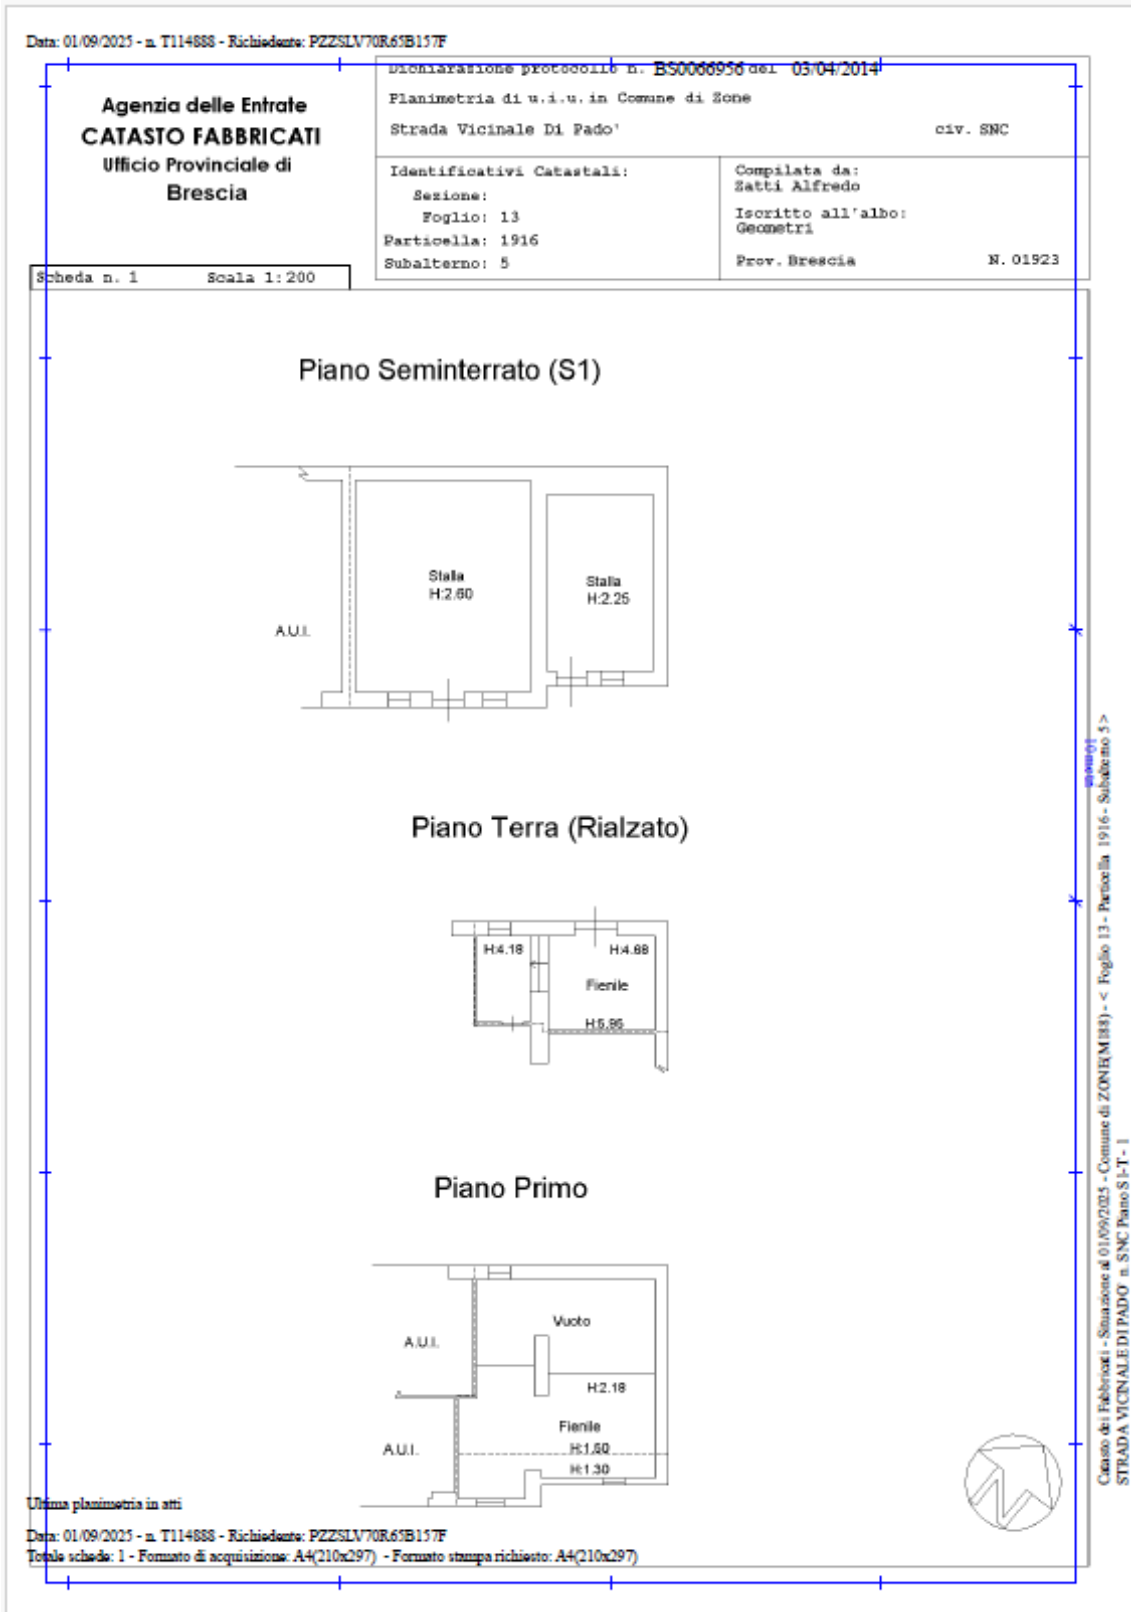 Data: 01/09/2025 - n. T114888 - Richiedente: PZZSLV70R65B157F
Agenzia delle Entrate
CATASTO FABBRICATI
Ufficio Provinciale di
Brescia
Dichiarazione protocollo n. BS0066956 del 03/04/2014
Planimetria di u.i.u. in Comune di Zone
Strada Vicinale Di Pado' civ. SNC
Identificativi Catastali:
Sezione:
Foglio: 13
Particella: 1916
Subalterno: 5
Compilata da:
Zatti Alfredo
Iscritto all'albo:
Geometri
Prov. Brescia N. 01923
Scheda n. 1 Scala 1:200
Piano Seminterrato (S1)
Stalla
H:2.60
Stalla
H:2.25
A.U.I.
Piano Terra (Rialzato)
H:4.18
H:4.68
Fienile
H:5.95
Piano Primo
Vuoto
A.U.I.
H:2.18
Fienile
A.U.I.
H:1.50
H:1.30
10 metri
Catasto dei Fabbricati - Situazione al 01/09/2025 - Comune di ZONE(M188) - < Foglio 13 - Particella 1916 - Subalterno 5 >
STRADA VICINALE DI PADO' n. SNC Piano S1-T - 1
Ultima planimetria in atti
Data: 01/09/2025 - n. T114888 - Richiedente: PZZSLV70R65B157F
Totale schede: 1 - Formato di acquisizione: A4(210x297) - Formato stampa richiesto: A4(210x297)